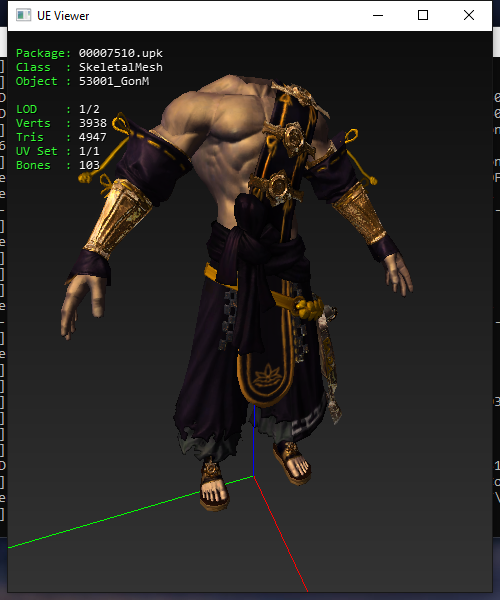 UE Viewer
Package: 00007510.upk
Class  : SkeletalMesh
Object : 53001_GonM
LOD    : 1/2
Verts  : 3938
Tris   : 4947
UV Set : 1/1
Bones  : 103